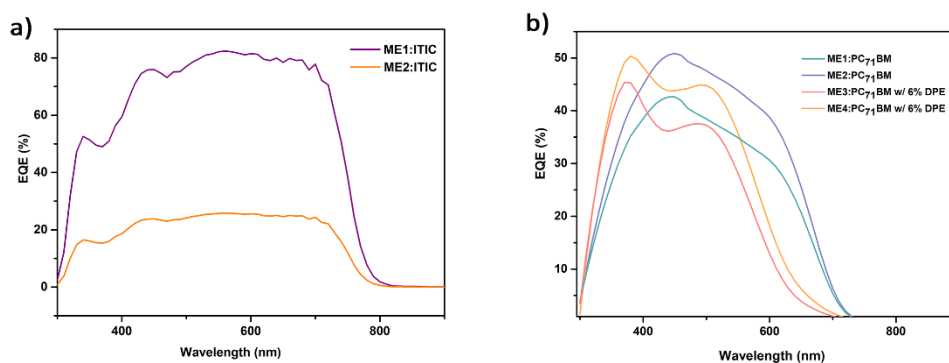 a)
ME1:ITIC
ME2:ITIC
EQE (%)
80
60
40
20
0
400
600
800
Wavelength (nm)
b)
ME1:PC71BM
ME2:PC71BM
ME3:PC71BM w/ 6% DPE
ME4:PC71BM w/ 6% DPE
EQE (%)
50
40
30
20
10
400
600
800
Wavelength (nm)